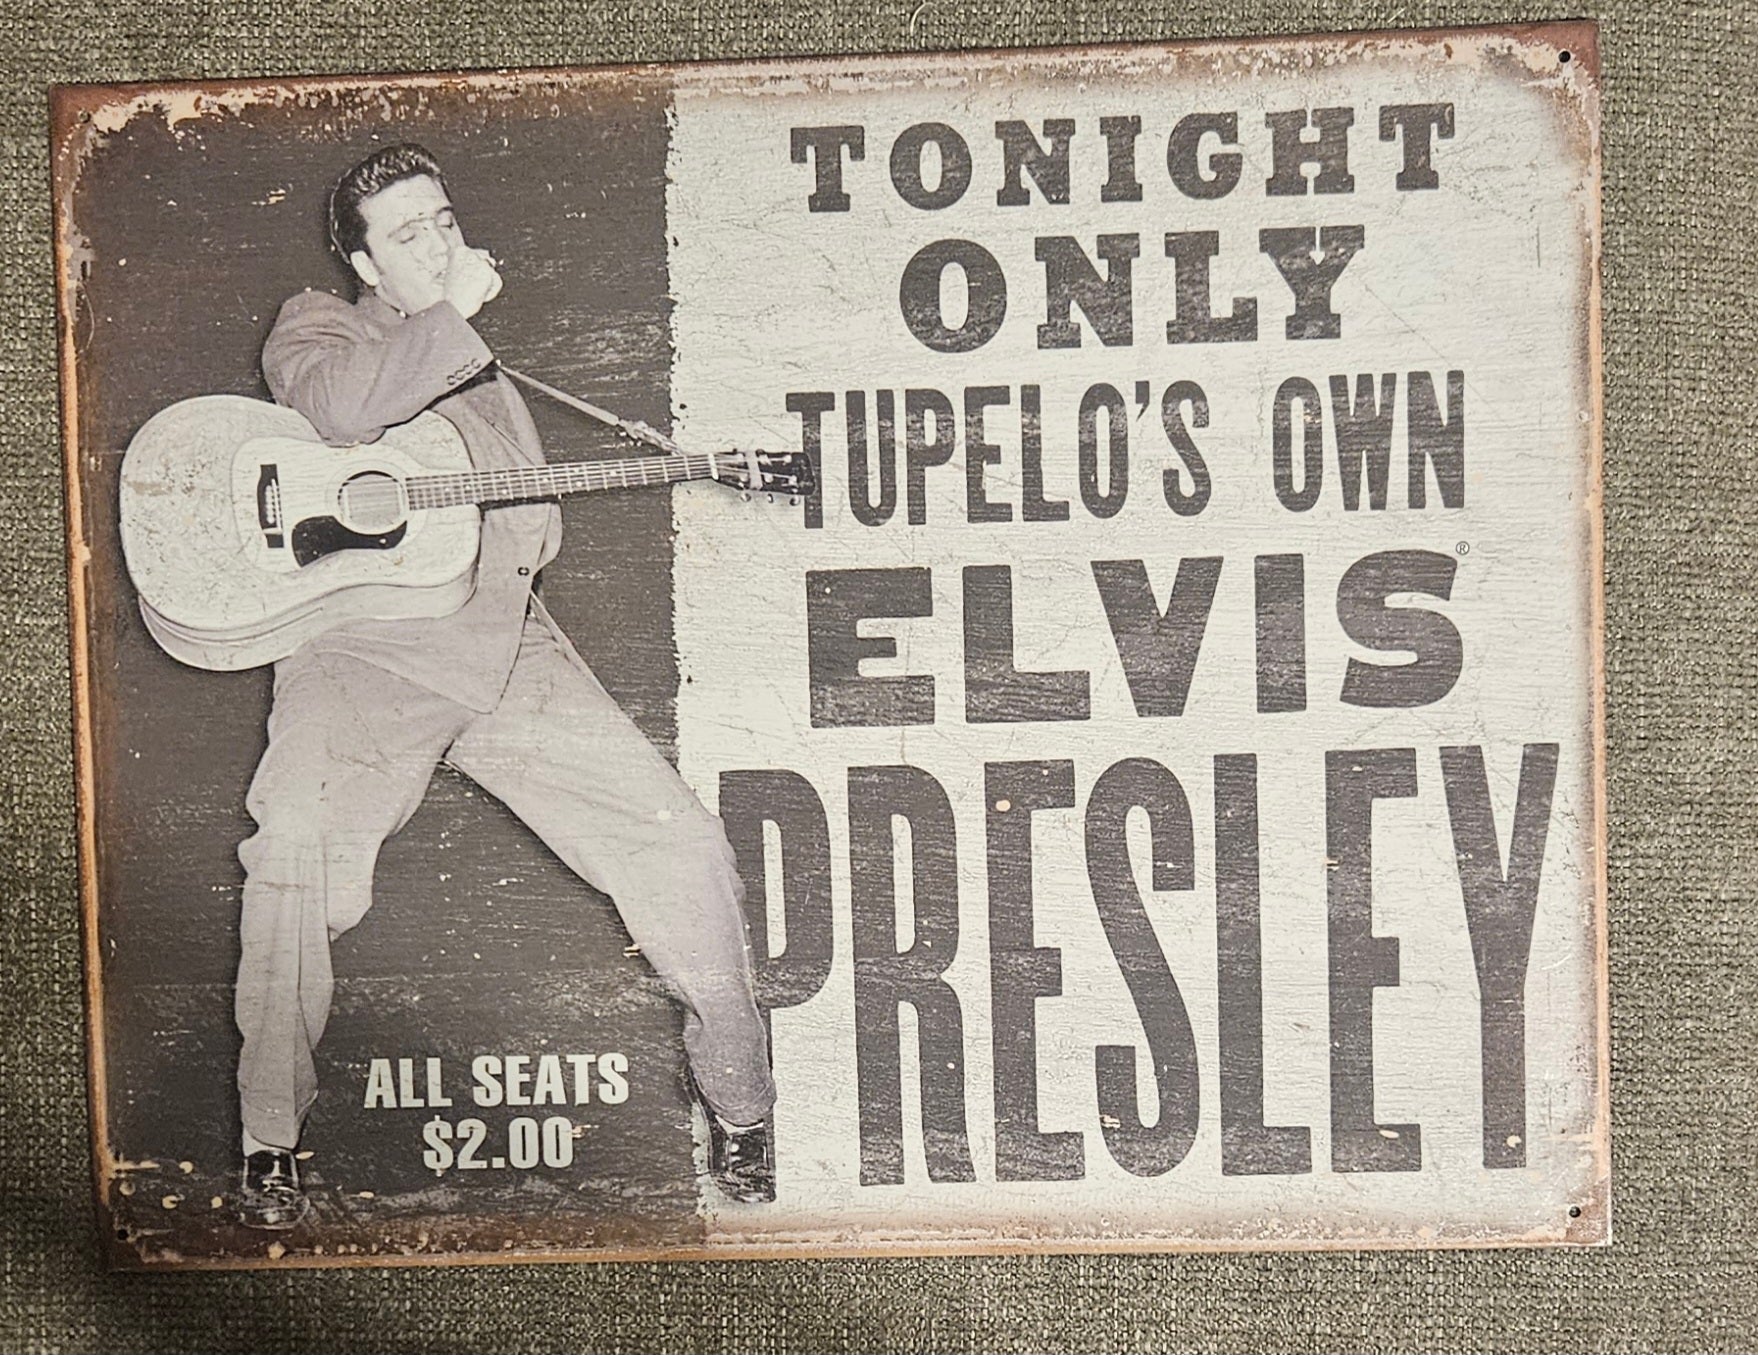 TONIGHT
ONLY
TUPELO'S OWN
ELVIS®
PRESLEY
ALL SEATS
$2.00